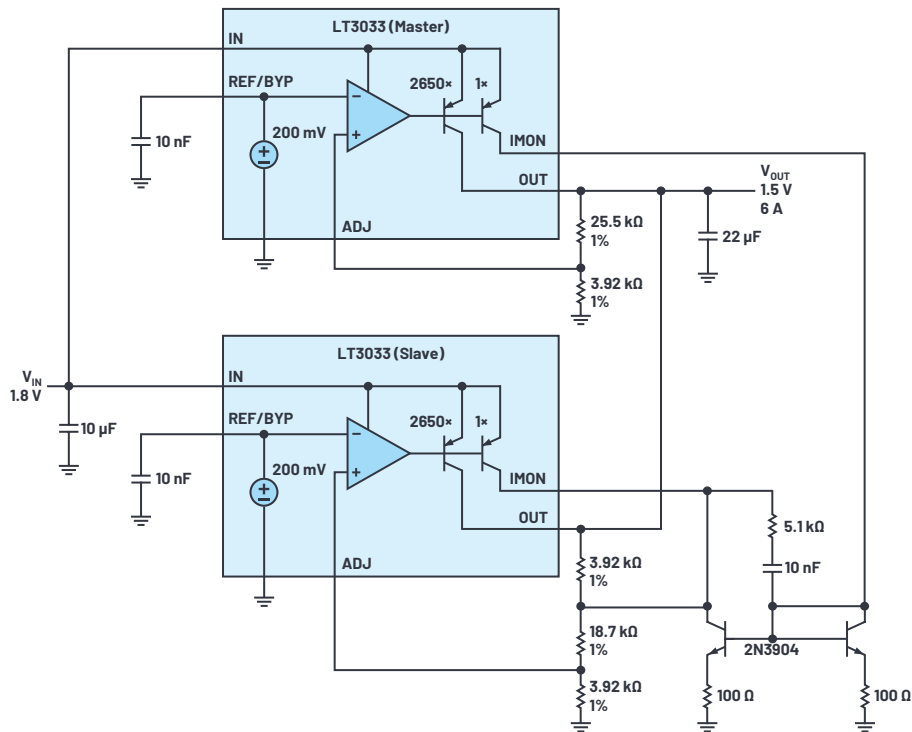 LT3033 (Master)
IN
REF/BYP
2650×
1×
10 nF
200 mV
IMON
V_OUT
1.5 V
6 A
OUT
25.5 kΩ
1%
22 µF
ADJ
3.92 kΩ
1%
LT3033 (Slave)
V_IN
1.8 V
IN
10 µF
REF/BYP
2650×
1×
10 nF
200 mV
IMON
OUT
5.1 kΩ
ADJ
3.92 kΩ
1%
10 nF
18.7 kΩ
1%
2N3904
3.92 kΩ
1%
100 Ω
100 Ω